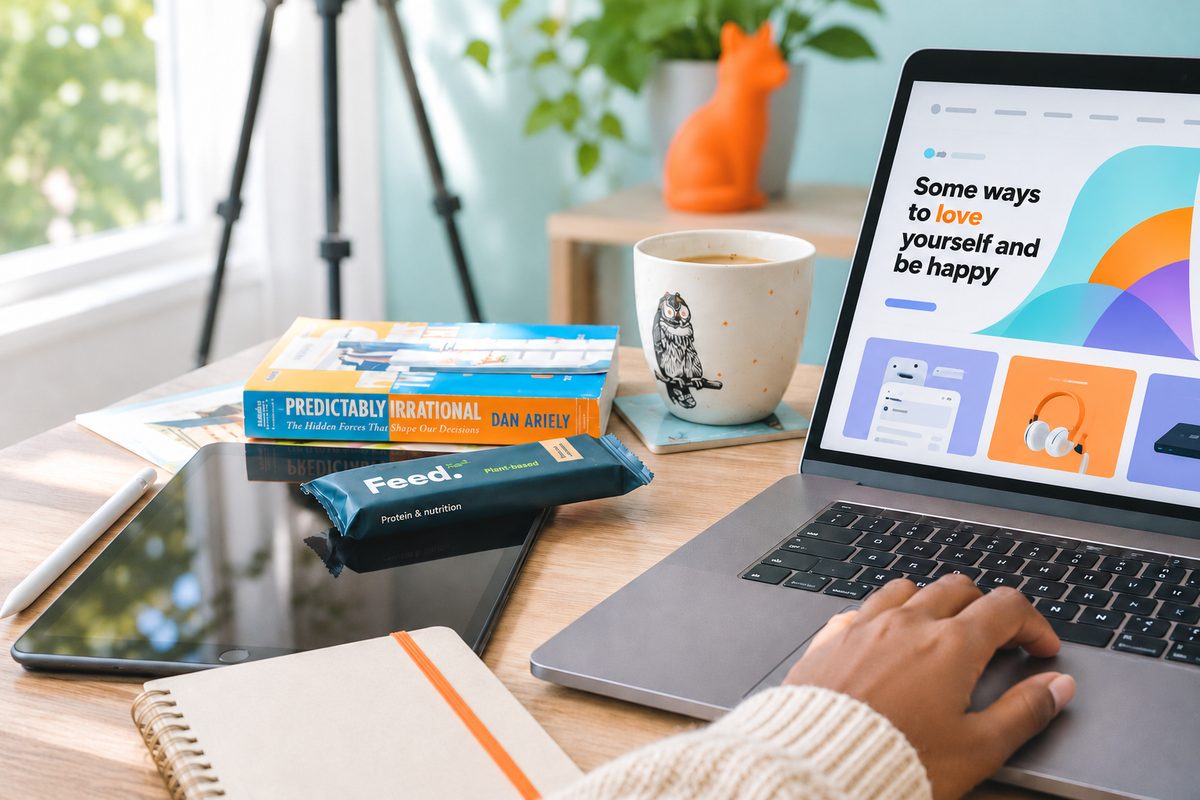 Some ways
to love
yourself and
be happy
PREDICTABLY IRRATIONAL
The Hidden Forces That Shape Our Decisions
DAN ARIELY
Feed.
Plant-based
Protein & nutrition